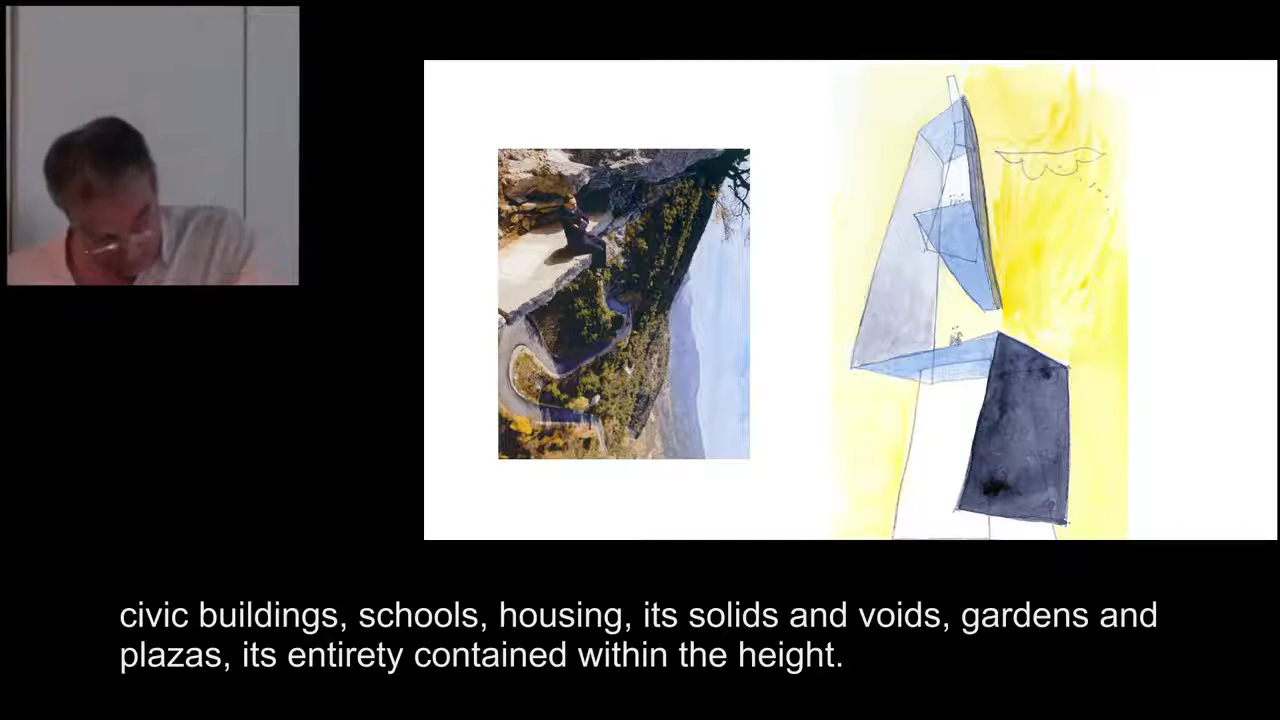 civic buildings, schools, housing, its solids and voids, gardens and
plazas, its entirety contained within the height.